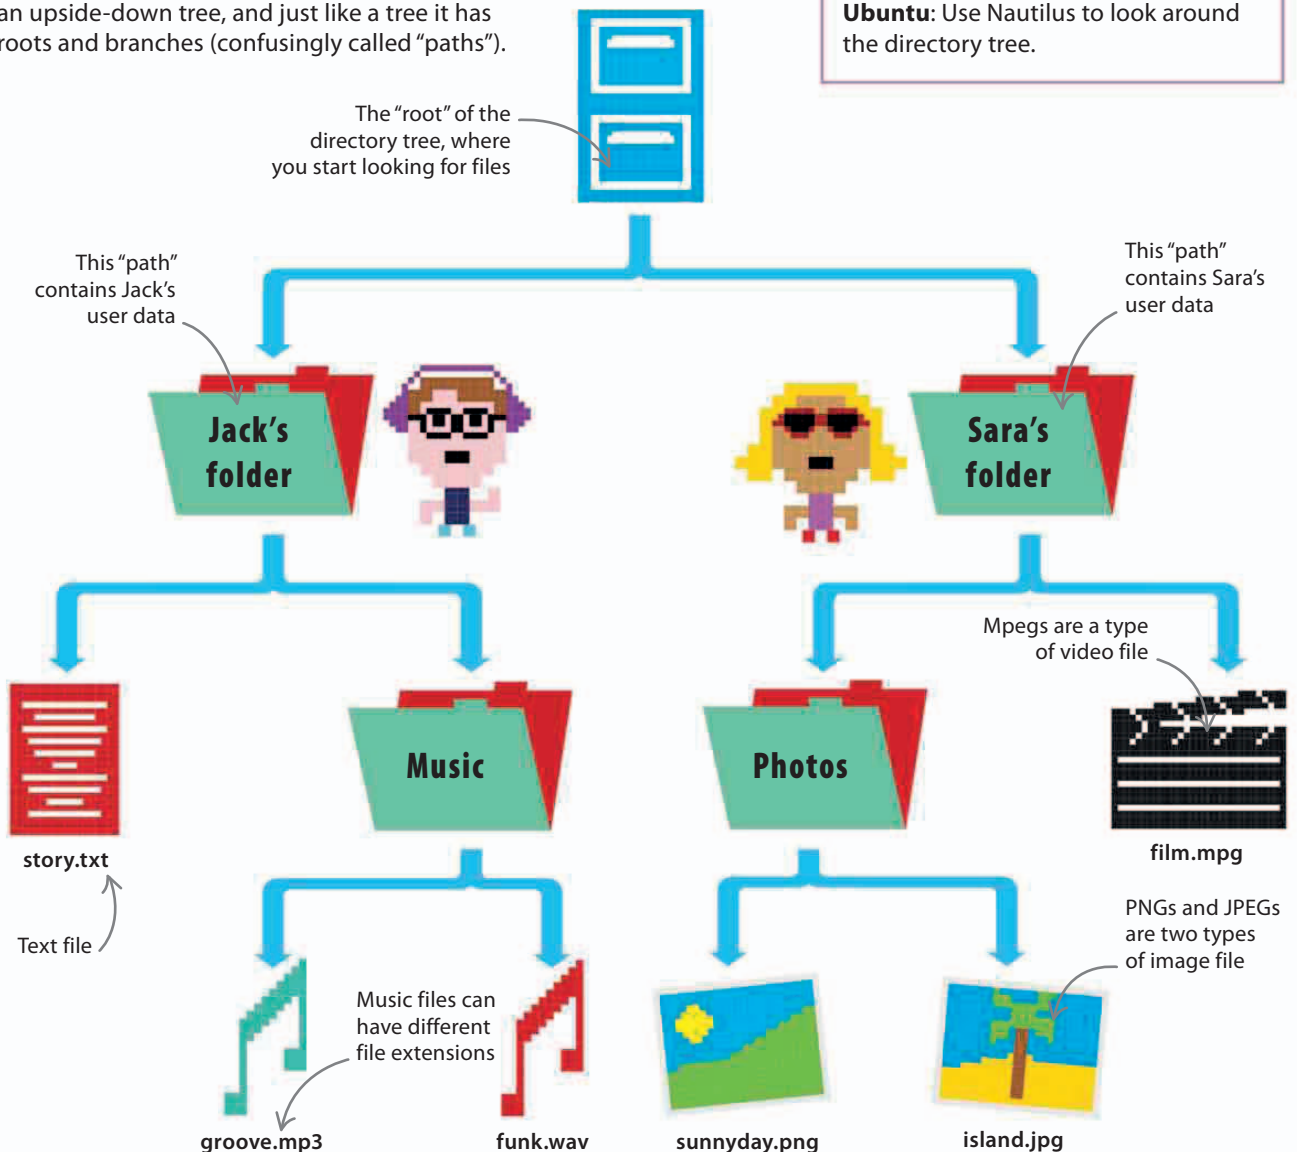 an upside-down tree, and just like a tree it has
roots and branches (confusingly called “paths”).
Ubuntu: Use Nautilus to look around
the directory tree.
The “root” of the
directory tree, where
you start looking for files
This “path”
contains Jack’s
user data
This “path”
contains Sara’s
user data
Jack’s
folder
Sara’s
folder
Mpegs are a type
of video file
Music
Photos
story.txt
film.mpg
Text file
PNGs and JPEGs
are two types
of image file
Music files can
have different
file extensions
groove.mp3
funk.wav
sunnyday.png
island.jpg